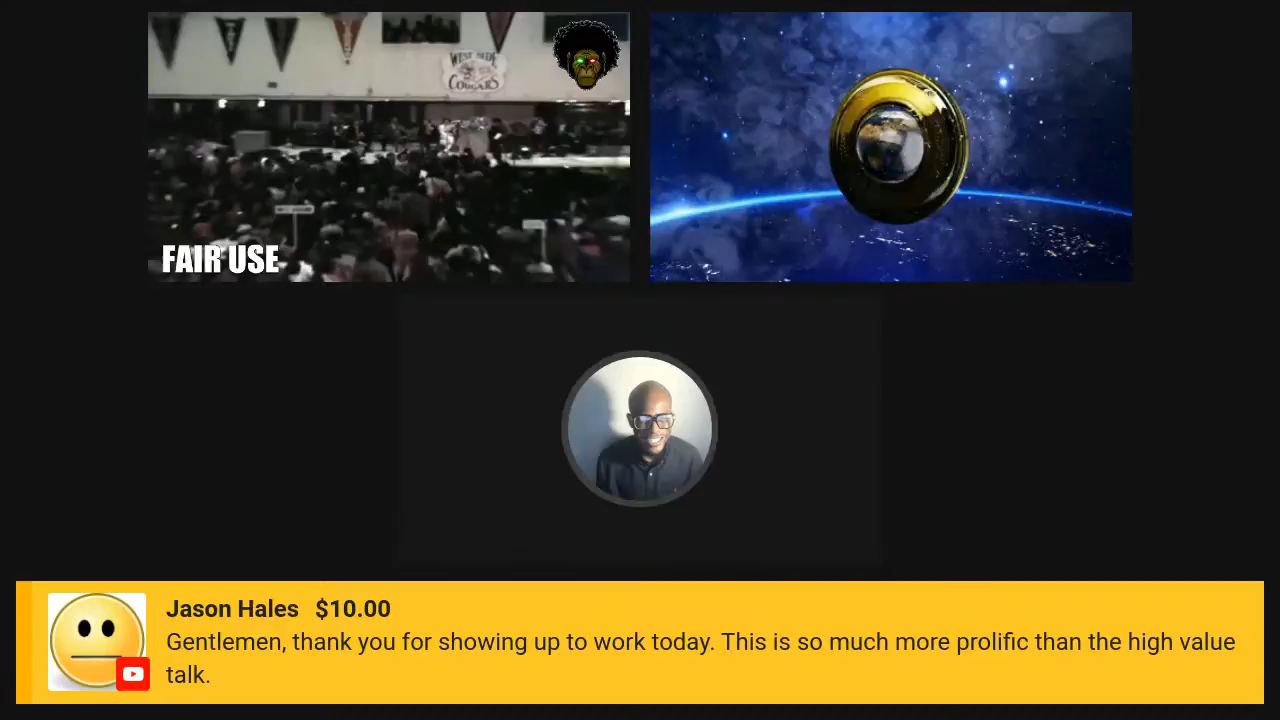 WEST SIDE
COUGARS
FAIR USE
Jason Hales $10.00
Gentlemen, thank you for showing up to work today. This is so much more prolific than the high value
talk.